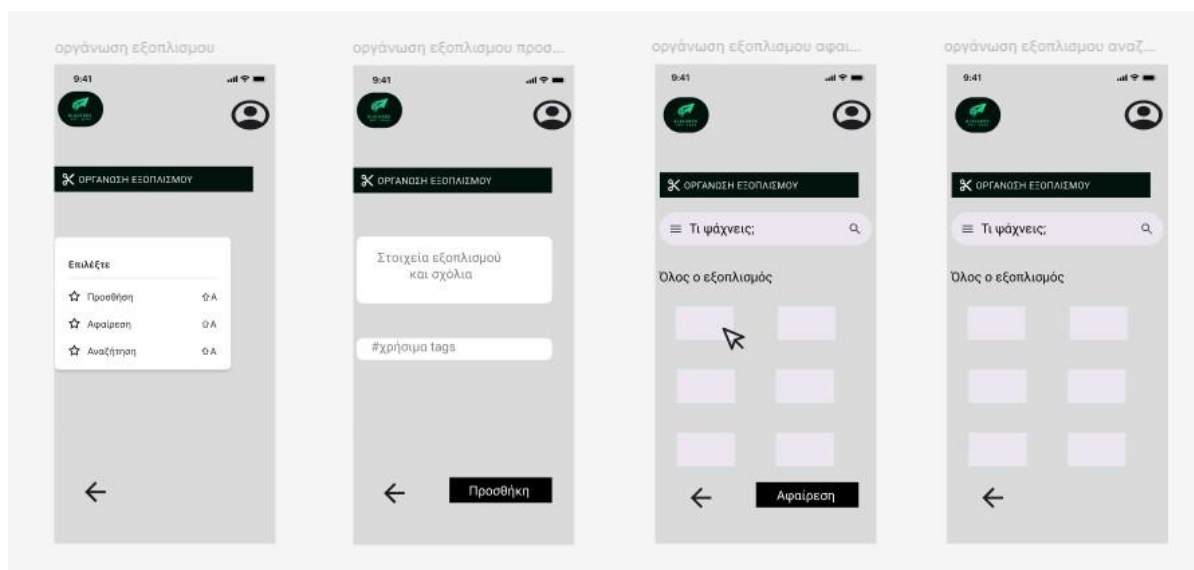 οργάνωση εξοπλισμου
9:41
ΟΡΓΑΝΩΣΗ ΕΞΟΠΛΙΣΜΟΥ
Επιλέξτε
Προσθήση
Αφαίρεση
Αναζήτηση
οργάνωση εξοπλισμου προσ...
9:41
ΟΡΓΑΝΩΣΗ ΕΞΟΠΛΙΣΜΟΥ
Στοιχεία εξοπλισμού
και σχόλια
#χρήσιμα tags
Προσθήκη
οργάνωση εξοπλισμου αφαι...
9:41
ΟΡΓΑΝΩΣΗ ΕΞΟΠΛΙΣΜΟΥ
Τι ψάχνεις;
Όλος ο εξοπλισμός
Αφαίρεση
οργάνωση εξοπλισμου αναζ...
9:41
ΟΡΓΑΝΩΣΗ ΕΞΟΠΛΙΣΜΟΥ
Τι ψάχνεις;
Όλος ο εξοπλισμός